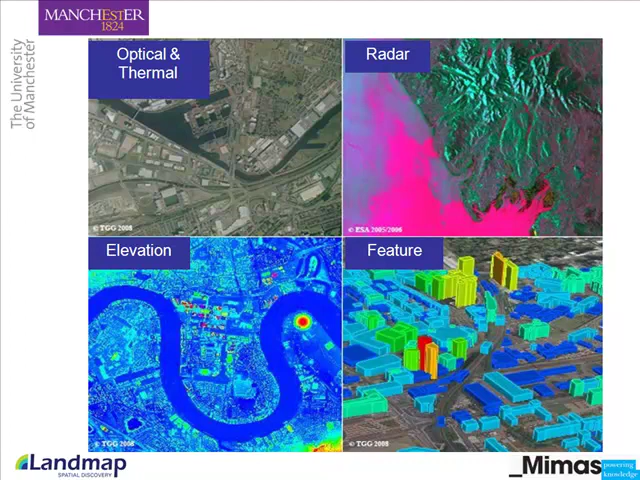 MANCHESTER
1824
The University
of Manchester
Optical &
Thermal
© TGG 2008
Radar
© ESA 2005/2006
Elevation
© TGG 2008
Feature
© TGG 2008
Landmap
SPATIAL DISCOVERY
_Mimas
powering
knowledge